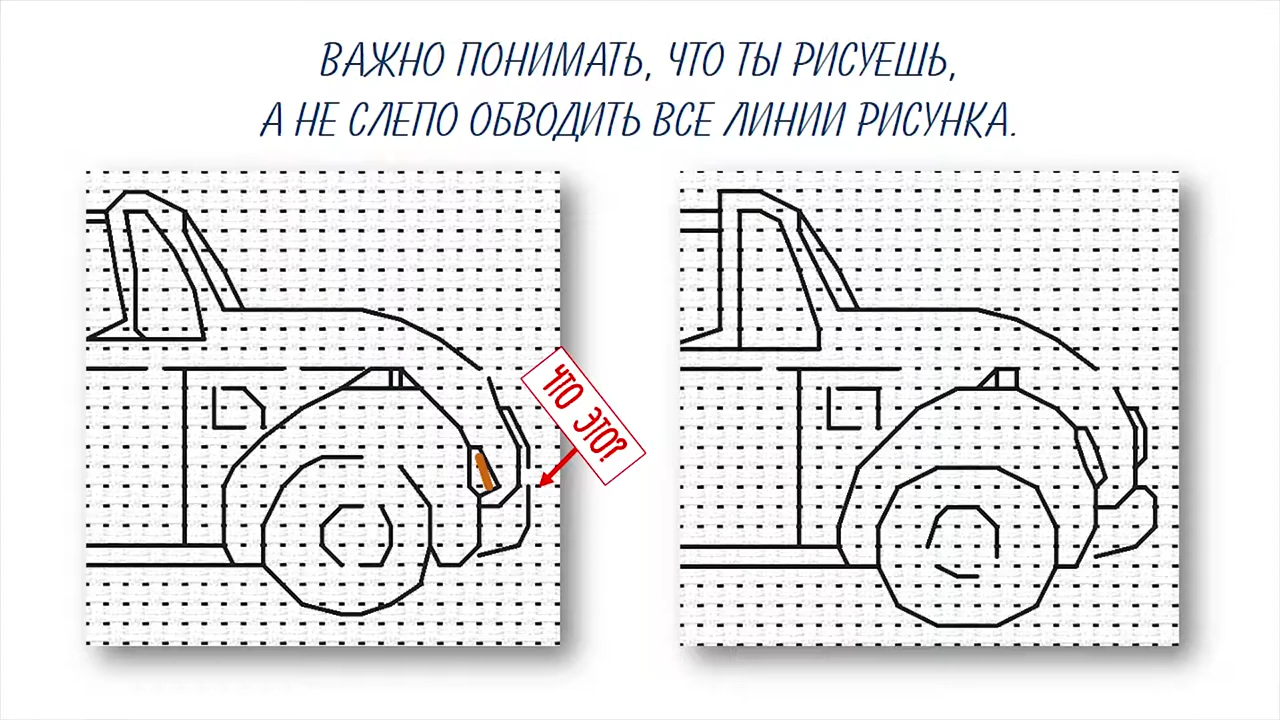 ВАЖНО ПОНИМАТЬ, ЧТО ТЫ РИСУЕШЬ,
А НЕ СЛЕПО ОБВОДИТЬ ВСЕ ЛИНИИ РИСУНКА.
ЧТО ЭТО?